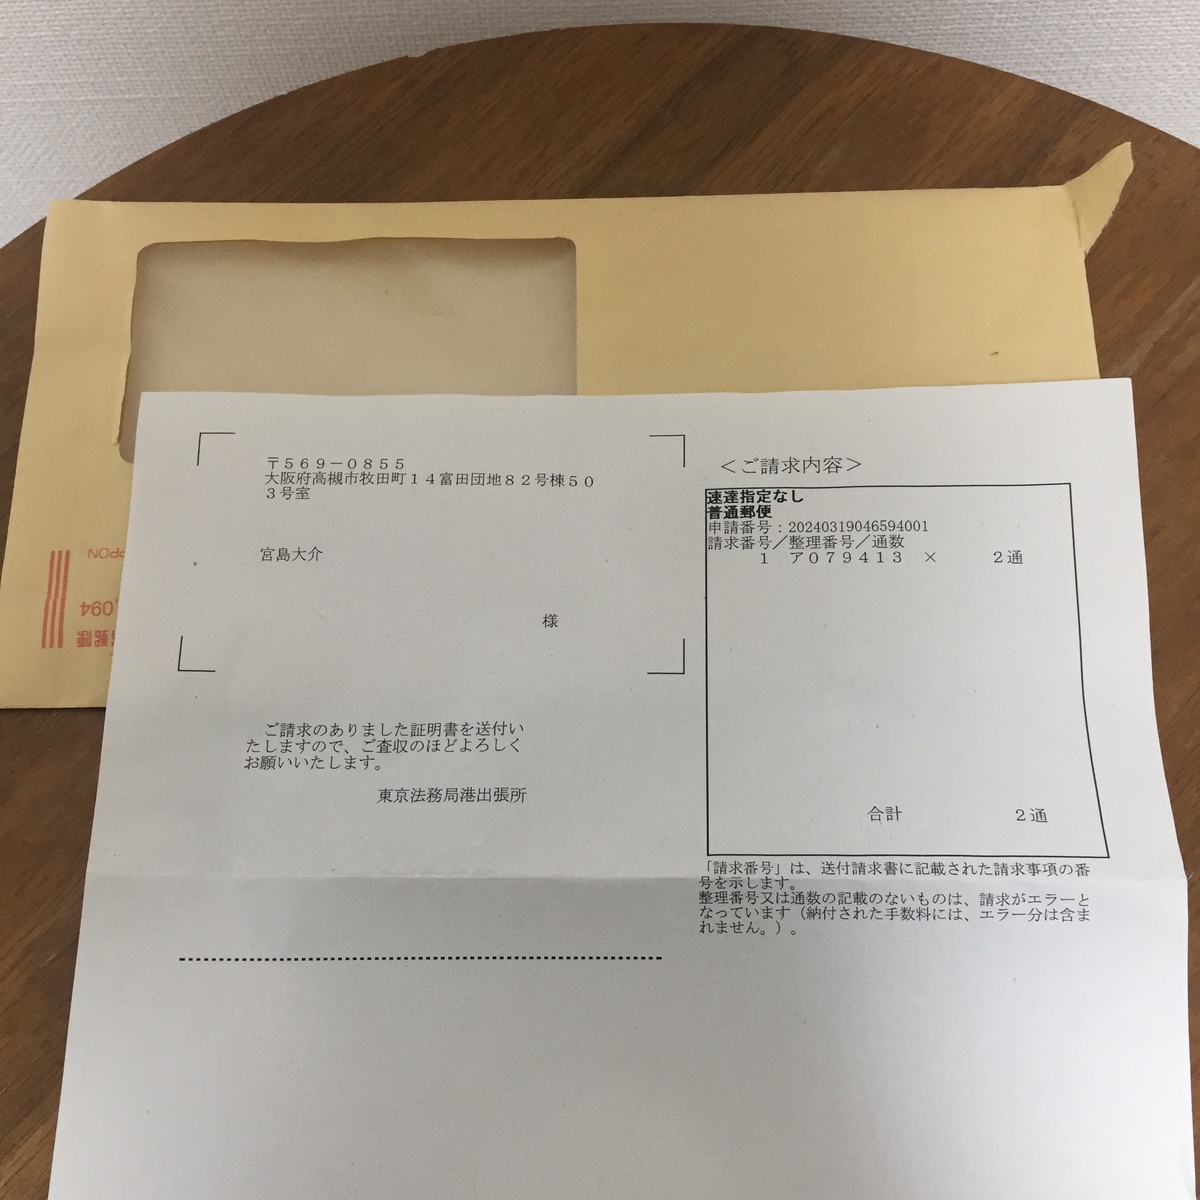 〒５６９－０８５５
大阪府高槻市牧田町１４富田団地８２号棟５０
３号室
宮島大介
様
ご請求のありました証明書を送付い
たしますので、ご査収のほどよろしく
お願いいたします。
東京法務局港出張所
＜ご請求内容＞
速達指定なし
普通郵便
申請番号：20240319046594001
請求番号／整理番号／通数
１　ア０７９４１３　×　２通
合計　２通
「請求番号」は、送付請求書に記載された請求事項の番
号を示します。
整理番号又は通数の記載のないものは、請求がエラーと
なっています（納付された手数料には、エラー分は含ま
れません。）。